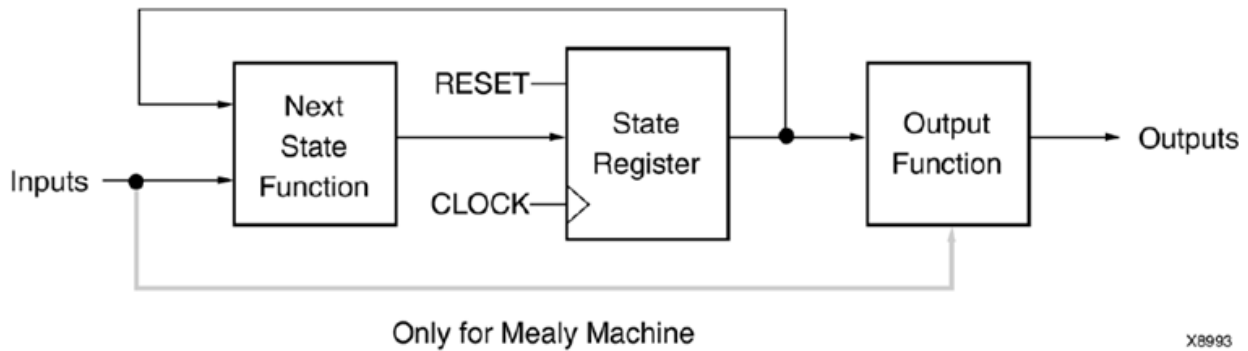 Inputs
Next
State
Function
RESET
CLOCK
State
Register
Output
Function
Outputs
Only for Mealy Machine
X8993